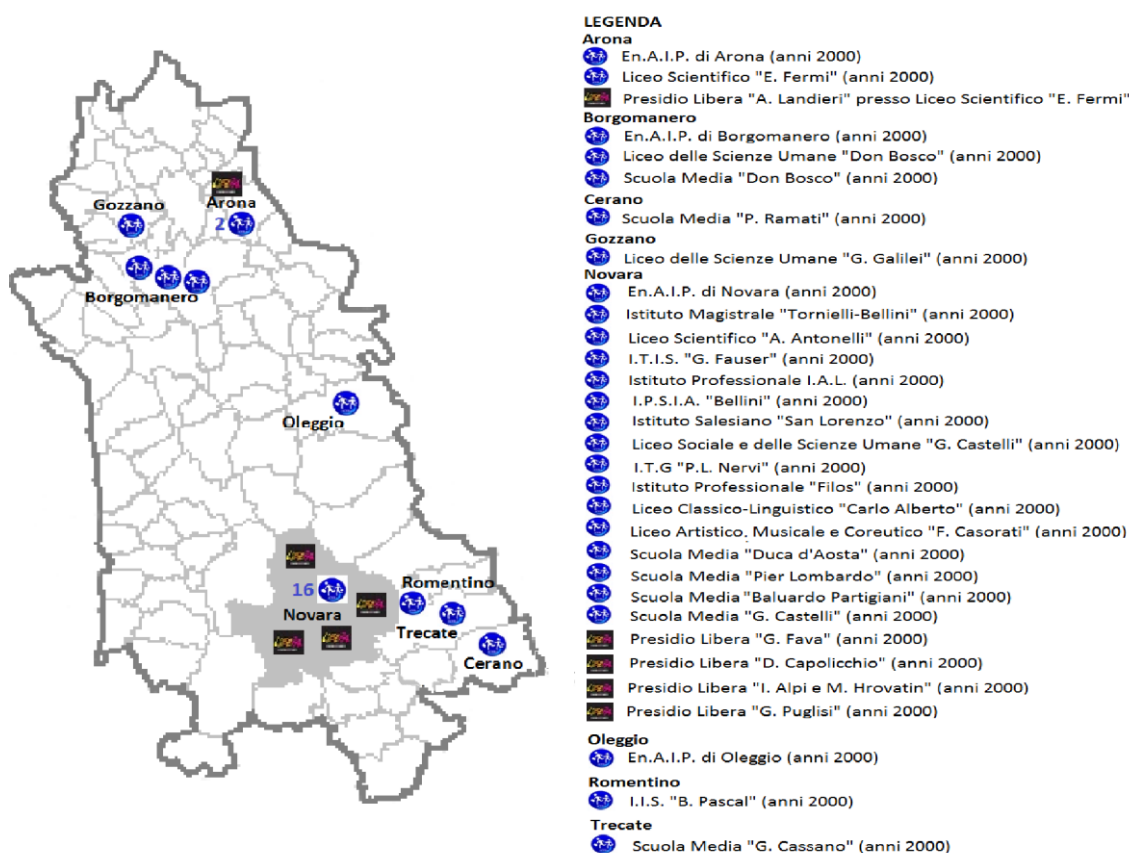 Gozzano
Arona
2
Borgomanero
Oleggio
16
Novara
Romentino
Trecate
Cerano
LEGENDA
Arona
En.A.I.P. di Arona (anni 2000)
Liceo Scientifico "E. Fermi" (anni 2000)
Presidio Libera "A. Landieri" presso Liceo Scientifico "E. Fermi"
Borgomanero
En.A.I.P. di Borgomanero (anni 2000)
Liceo delle Scienze Umane "Don Bosco" (anni 2000)
Scuola Media "Don Bosco" (anni 2000)
Cerano
Scuola Media "P. Ramati" (anni 2000)
Gozzano
Liceo delle Scienze Umane "G. Galilei" (anni 2000)
Novara
En.A.I.P. di Novara (anni 2000)
Istituto Magistrale "Tornielli-Bellini" (anni 2000)
Liceo Scientifico "A. Antonelli" (anni 2000)
I.T.I.S. "G. Fauser" (anni 2000)
Istituto Professionale I.A.L. (anni 2000)
I.P.S.I.A. "Bellini" (anni 2000)
Istituto Salesiano "San Lorenzo" (anni 2000)
Liceo Sociale e delle Scienze Umane "G. Castelli" (anni 2000)
I.T.G "P.L. Nervi" (anni 2000)
Istituto Professionale "Filos" (anni 2000)
Liceo Classico-Linguistico "Carlo Alberto" (anni 2000)
Liceo Artistico, Musicale e Coreutico "F. Casorati" (anni 2000)
Scuola Media "Duca d'Aosta" (anni 2000)
Scuola Media "Pier Lombardo" (anni 2000)
Scuola Media "Baluardo Partigiani" (anni 2000)
Scuola Media "G. Castelli" (anni 2000)
Presidio Libera "G. Fava" (anni 2000)
Presidio Libera "D. Capolicchio" (anni 2000)
Presidio Libera "I. Alpi e M. Hrovatin" (anni 2000)
Presidio Libera "G. Puglisi" (anni 2000)
Oleggio
En.A.I.P. di Oleggio (anni 2000)
Romentino
I.I.S. "B. Pascal" (anni 2000)
Trecate
Scuola Media "G. Cassano" (anni 2000)